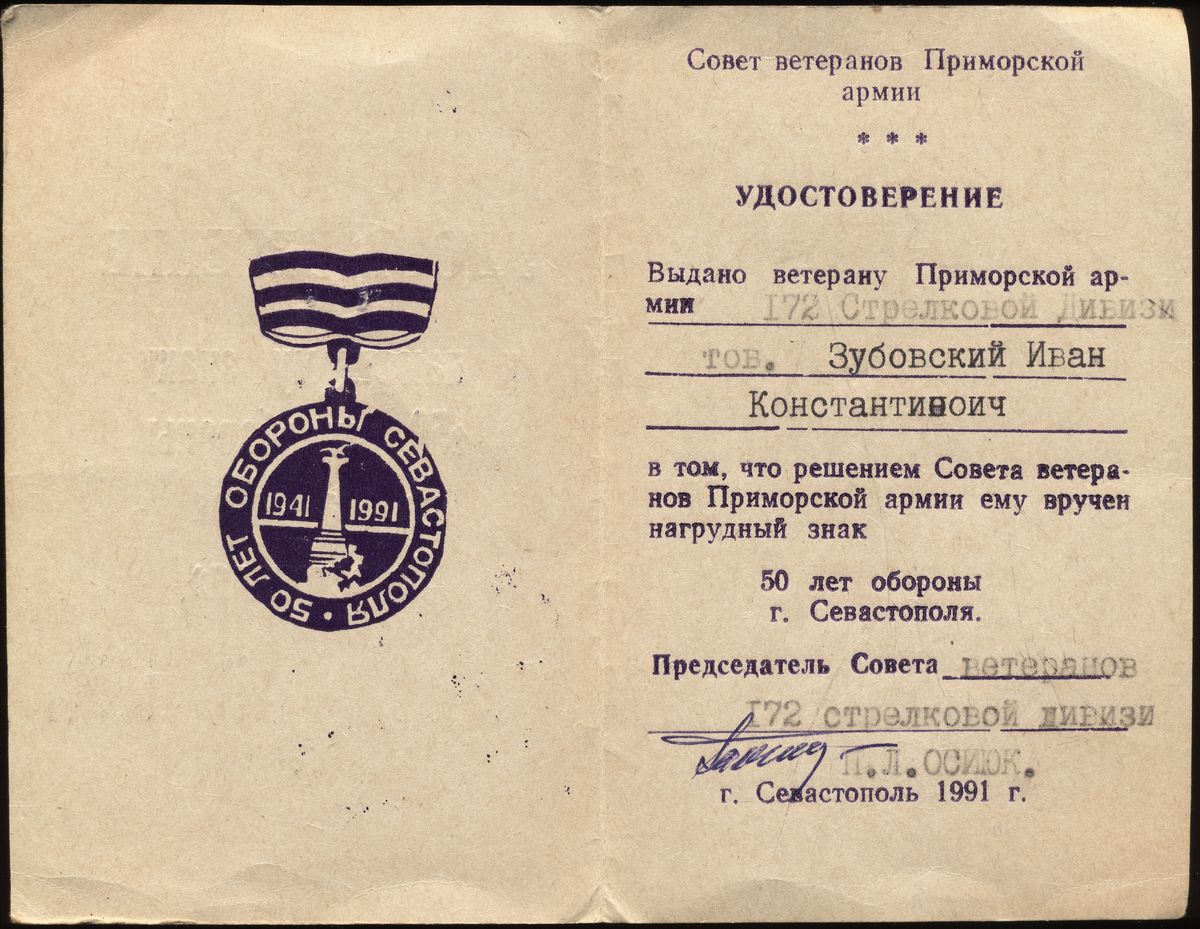 50 ЛЕТ ОБОРОНЫ СЕВАСТОПОЛЯ •
1941 1991
Совет ветеранов Приморской
армии
* * *
УДОСТОВЕРЕНИЕ
Выдано ветерану Приморской ар-
мии 172 Стрелковой Дивизи
тов. Зубовский Иван
Константиноич
в том, что решением Совета ветера-
нов Приморской армии ему вручен
нагрудный знак
50 лет обороны
г. Севастополя.
Председатель Совета ветеранов
172 стрелковой дивизи
П.Л.ОСИЮК.
г. Севастополь 1991 г.